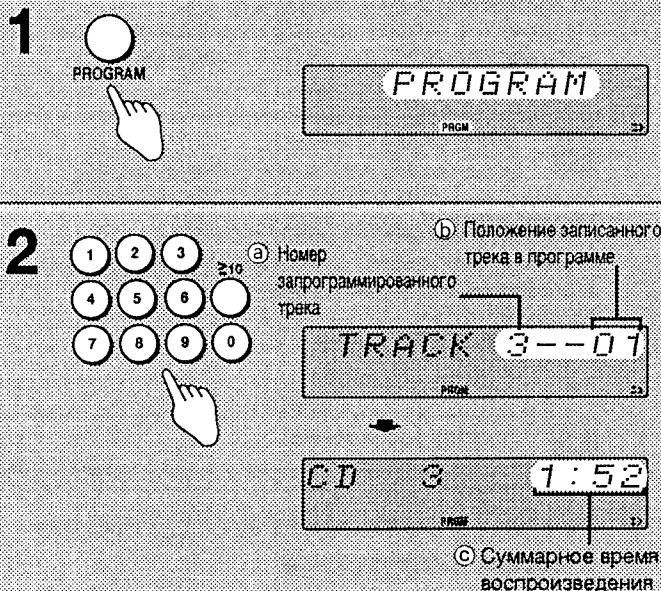 1
PROGRAM
PROGRAM
PRGM
2
1 2 3
≥10
4 5 6
7 8 9 0
ⓐ Номер
запрограммированного
трека
ⓑ Положение записанного
трека в программе
TRACK 3--01
PRGM
CD 3 1:52
PRGM
ⓒ Суммарное время
воспроизведения